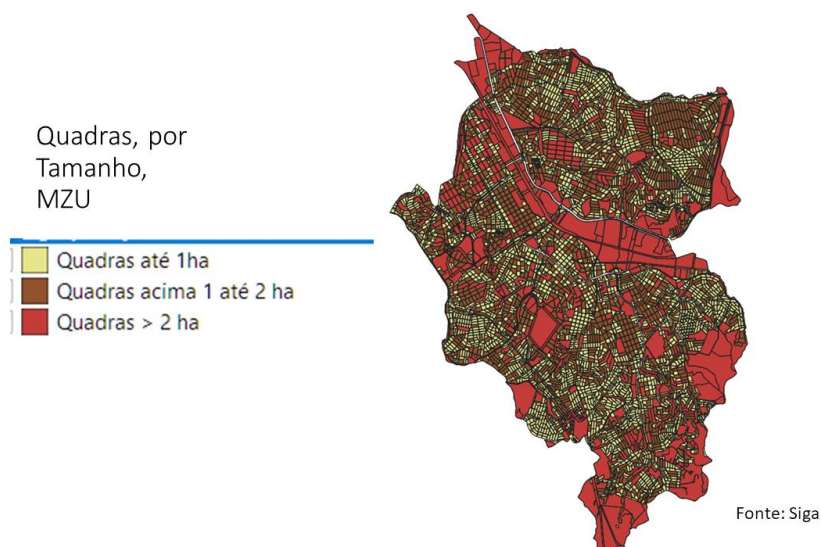 Quadras, por
Tamanho,
MZU
Quadras até 1ha
Quadras acima 1 até 2 ha
Quadras > 2 ha
Fonte: Siga